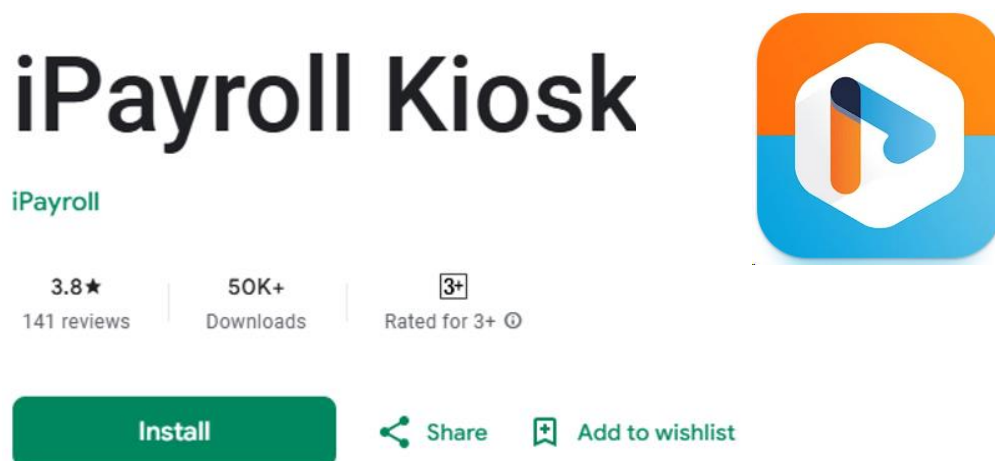 iPayroll Kiosk
iPayroll
3.8★ 50K+ 3+
141 reviews Downloads Rated for 3+
Install Share Add to wishlist